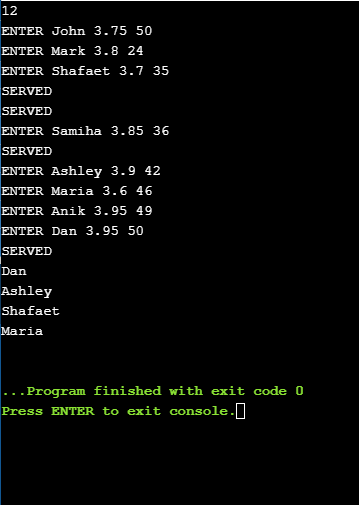 12
ENTER John 3.75 50
ENTER Mark 3.8 24
ENTER Shafaet 3.7 35
SERVED
SERVED
ENTER Samiha 3.85 36
SERVED
ENTER Ashley 3.9 42
ENTER Maria 3.6 46
ENTER Anik 3.95 49
ENTER Dan 3.95 50
SERVED
Dan
Ashley
Shafaet
Maria
...Program finished with exit code 0
Press ENTER to exit console.